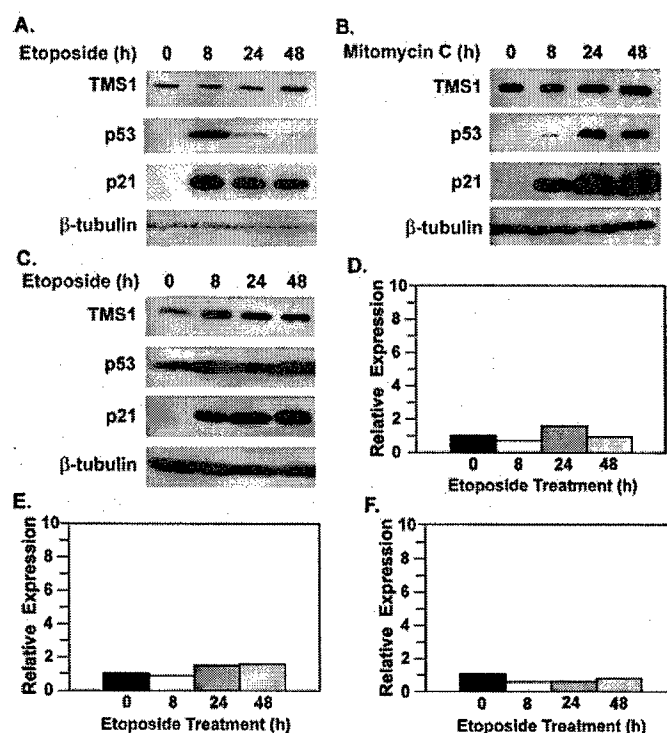 A.
Etoposide (h) 0 8 24 48
TMS1
p53
p21
β-tubulin
B.
Mitomycin C (h) 0 8 24 48
TMS1
p53
p21
β-tubulin
C.
Etoposide (h) 0 8 24 48
TMS1
p53
p21
β-tubulin
D.
Relative Expression
10
8
6
4
2
0
0 8 24 48
Etoposide Treatment (h)
E.
Relative Expression
10
8
6
4
2
0
0 8 24 48
Etoposide Treatment (h)
F.
Relative Expression
10
8
6
4
2
0
0 8 24 48
Etoposide Treatment (h)